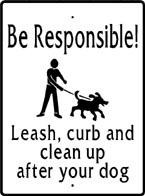 Be Responsible!
Leash, curb and
clean up
after your dog